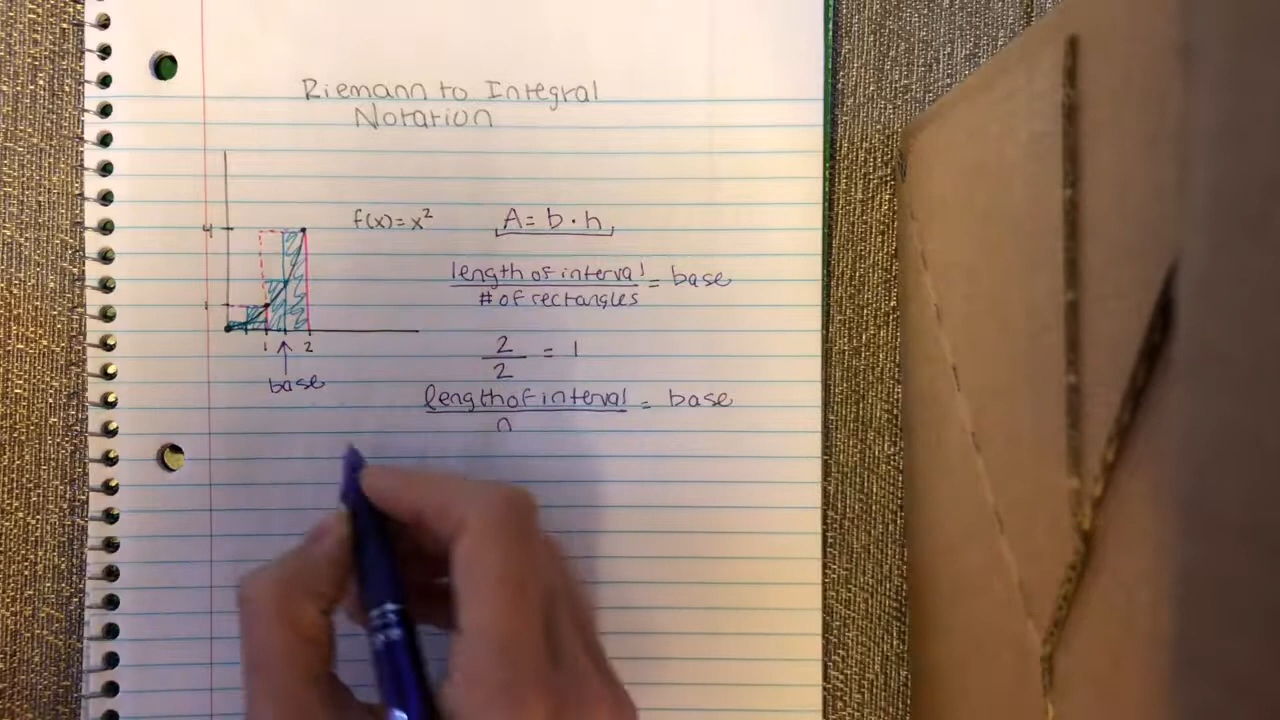 Riemann to Integral
Notation
4
1
1 2
base
f(x)=x²
A = b · h
length of interval = base
# of rectangles
2 = 1
2
length of interval = base
n